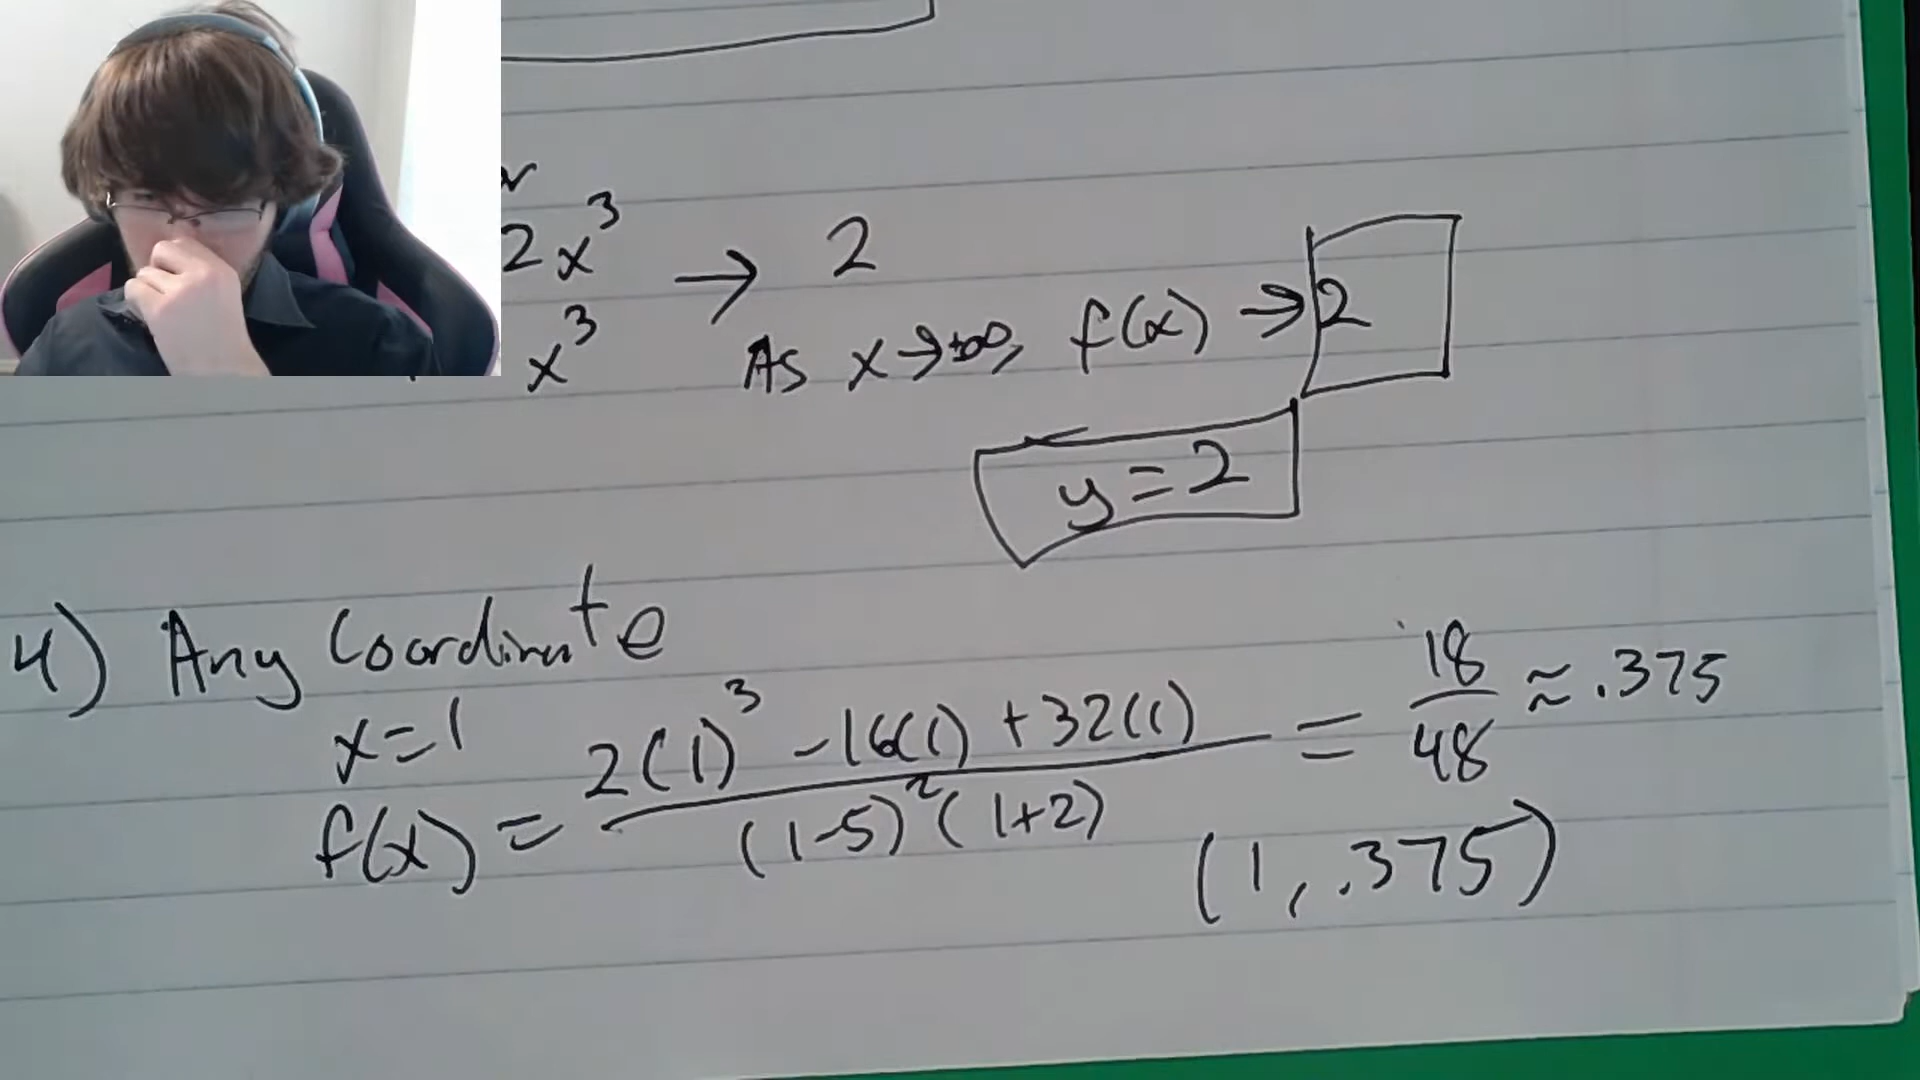 2x³ → 2
x³
As x→±∞, f(x) → 2
y = 2
4) Any Coordinate
x=1
f(x) = 2(1)³ -16(1) +32(1) / (1-5)²(1+2) = 18/48 ≈ .375
(1, .375)